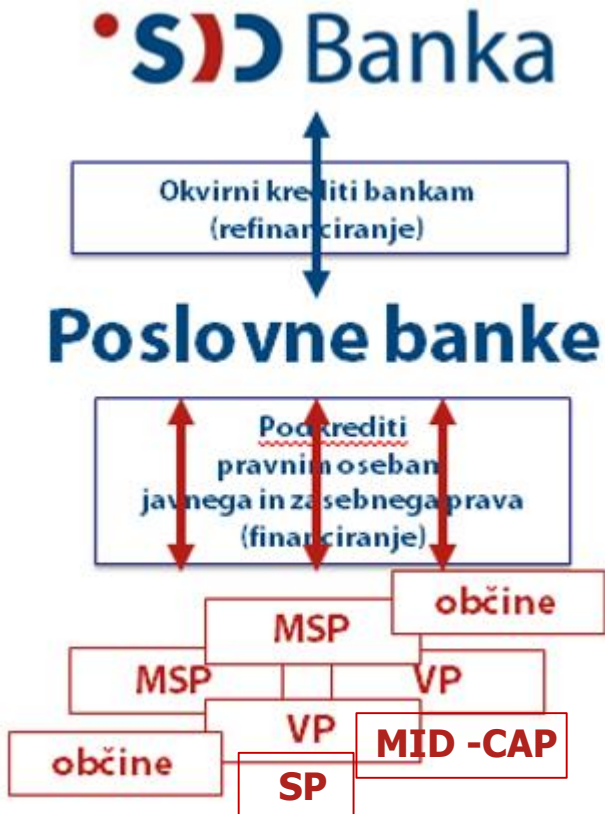 SID Banka
Okvirni krediti bankam
(refinanciranje)
Poslovne banke
Podkrediti
pravnim osebam
javnega in zasebnega prava
(financiranje)
občine
MSP
MSP
VP
VP
MID -CAP
občine
SP